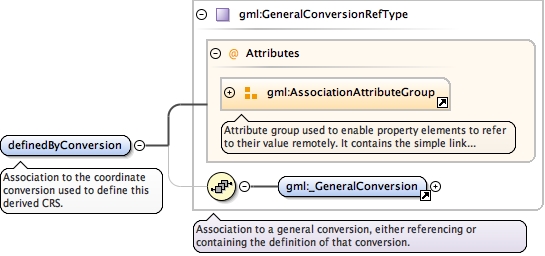 gml:GeneralConversionRefType
@ Attributes
gml:AssociationAttributeGroup
Attribute group used to enable property elements to refer
to their value remotely. It contains the simple link...
definedByConversion
Association to the coordinate
conversion used to define this
derived CRS.
gml:_GeneralConversion
Association to a general conversion, either referencing or
containing the definition of that conversion.